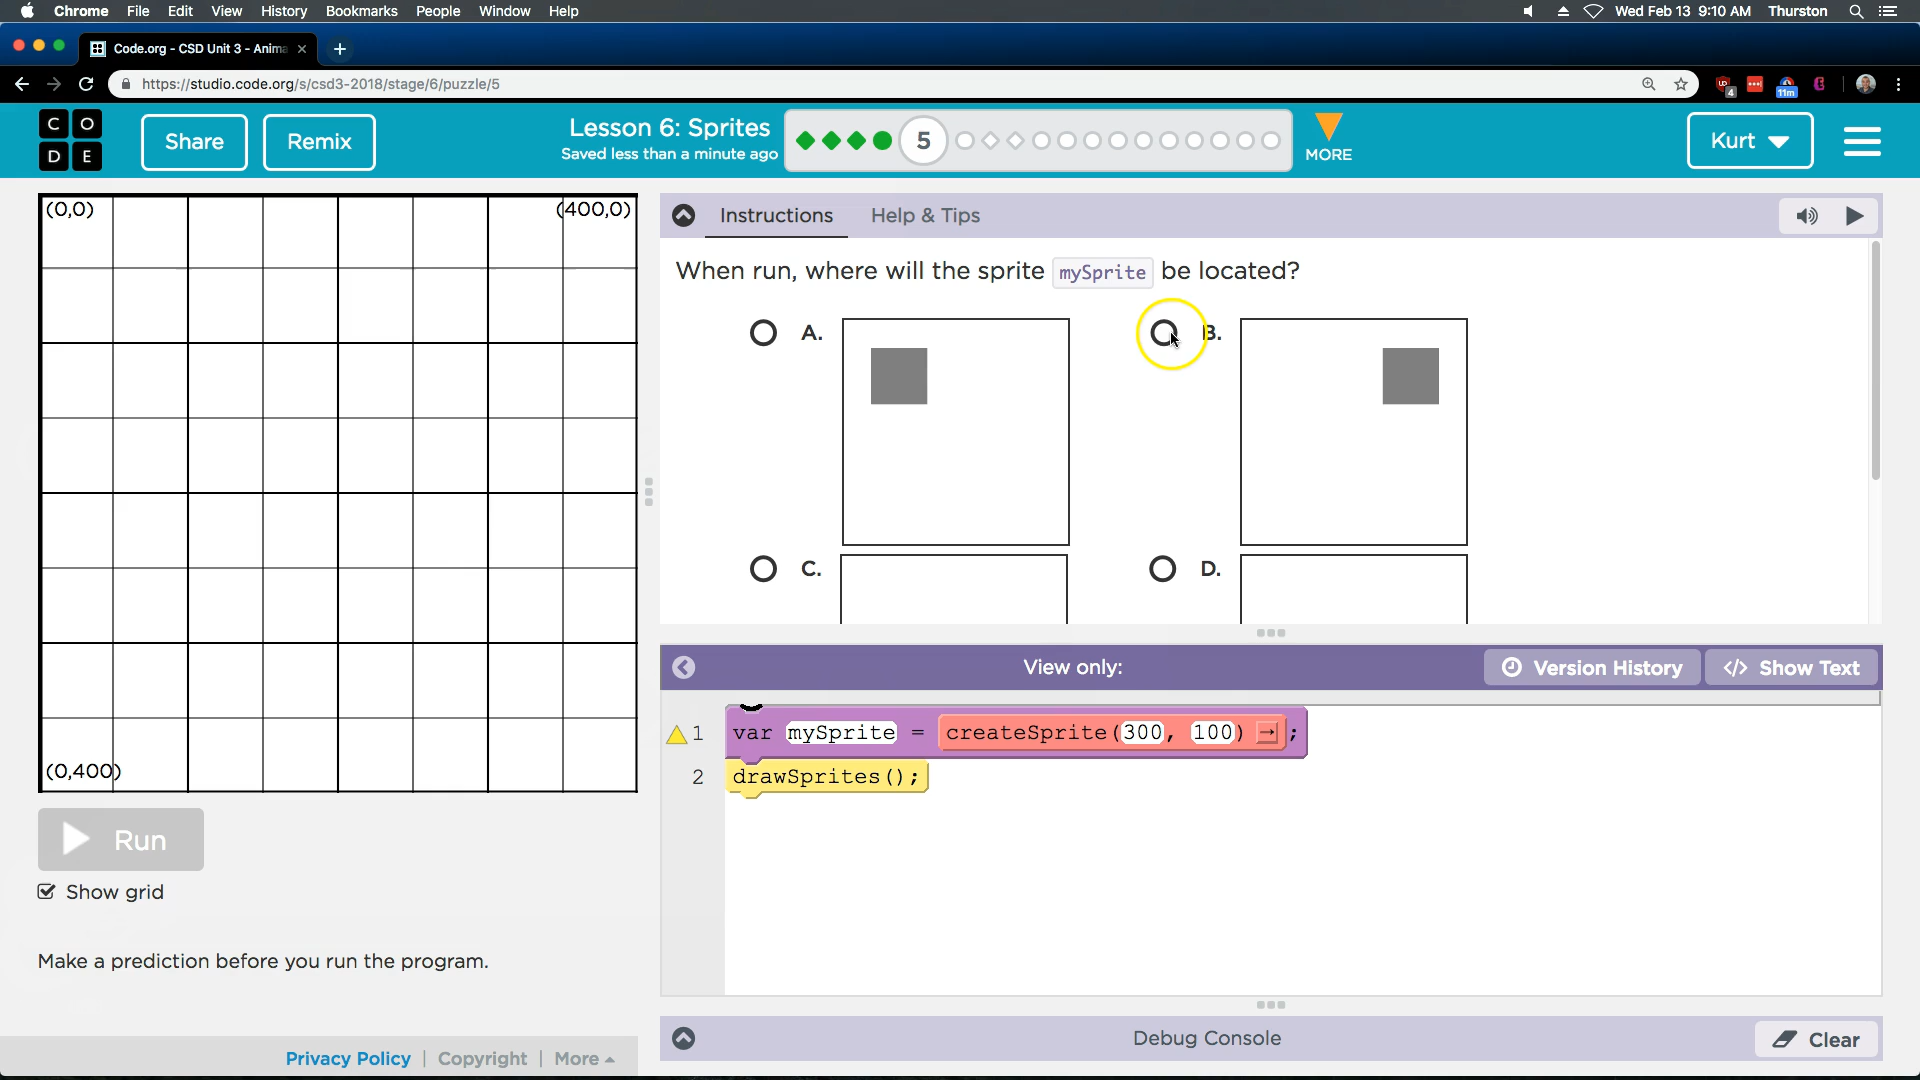 Chrome File Edit View History Bookmarks People Window Help Wed Feb 13 9:10 AM Thurston
Code.org - CSD Unit 3 - Anima
https://studio.code.org/s/csd3-2018/stage/6/puzzle/5
4
11m
C O
D E
Share
Remix
Lesson 6: Sprites
Saved less than a minute ago
5
MORE
Kurt
(0,0)
(400,0)
(0,400)
Run
Show grid
Make a prediction before you run the program.
Privacy Policy | Copyright | More
Instructions Help & Tips
When run, where will the sprite mySprite be located?
A.
B.
C.
D.
View only:
Version History
</> Show Text
1 var mySprite = createSprite(300, 100) → ;
2 drawSprites();
Debug Console
Clear